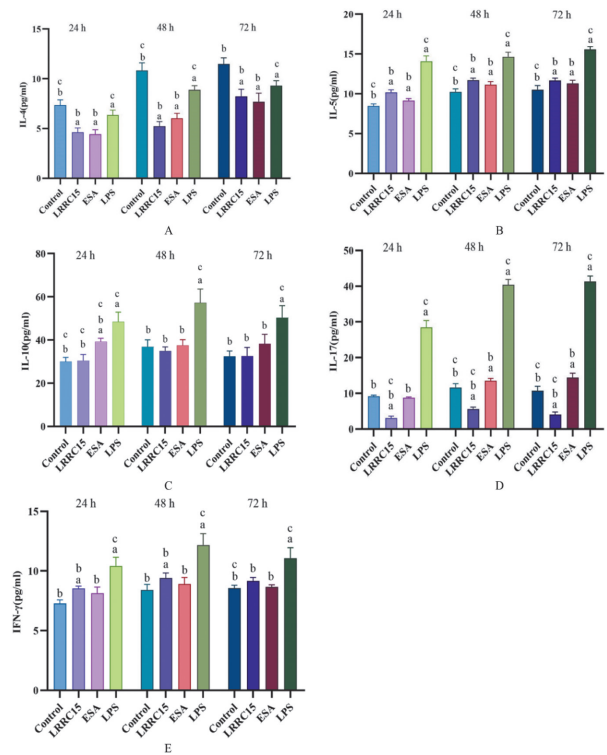 24 h 48 h 72 h
IL-4(pg/ml)
15
10
5
0
c b
b a
b a
c a
c b
b a
b a
c a
b
b a
b a
c a
Control LRRC15 ESA LPS Control LRRC15 ESA LPS Control LRRC15 ESA LPS
A
24 h 48 h 72 h
IL-5(pg/ml)
20
15
10
5
0
c b
b a
b a
c a
b
b a
b a
c a
b
b a
b a
c a
Control LRRC15 ESA LPS Control LRRC15 ESA LPS Control LRRC15 ESA LPS
B
24 h 48 h 72 h
IL-10(pg/ml)
80
60
40
20
0
c b
c b
c b a
c a
b
b
b
c a
b
b
b
c a
Control LRRC15 ESA LPS Control LRRC15 ESA LPS Control LRRC15 ESA LPS
C
24 h 48 h 72 h
IL-17(pg/ml)
50
40
30
20
10
0
b
c b a
b
c a
c b
c b a
b a
c a
c b
c b a
b a
c a
Control LRRC15 ESA LPS Control LRRC15 ESA LPS Control LRRC15 ESA LPS
D
24 h 48 h 72 h
IFN-γ(pg/ml)
15
10
5
0
b
b a
b
c a
b
b a
b
c a
c b
b
b
c a
Control LRRC15 ESA LPS Control LRRC15 ESA LPS Control LRRC15 ESA LPS
E